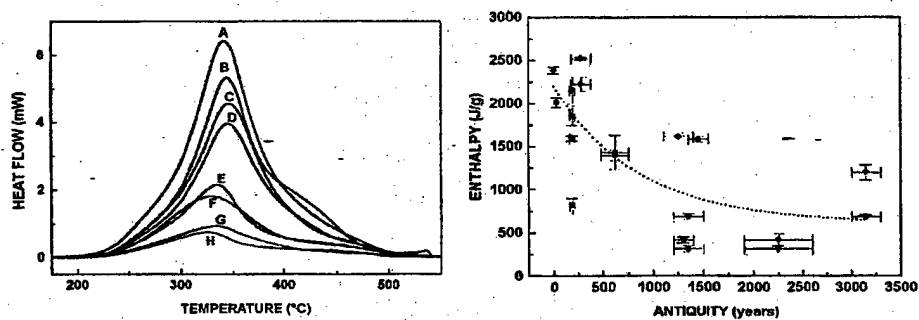 HEAT FLOW (mW)
6
4
2
0
A
B
C
D
E
F
G
H
200 300 400 500
TEMPERATURE (°C)
ENTHALPY (J/g)
3000
2500
2000
1500
1000
500
0
0 500 1000 1500 2000 2500 3000 3500
ANTIQUITY (years)